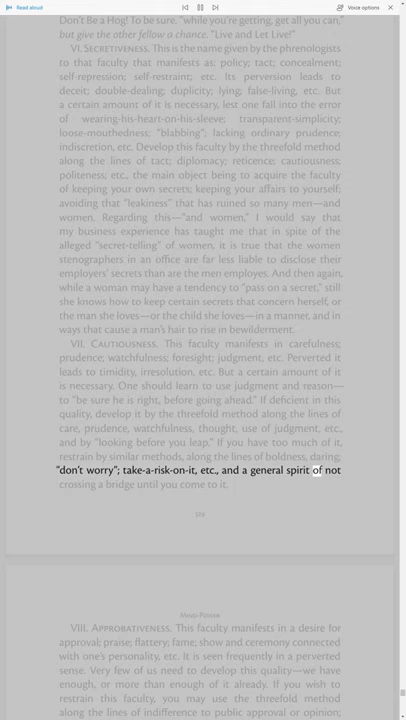 Read aloud
Voice options
Don't Be a Hog! To be sure. "while you're getting, get all you can,"
but give the other fellow a chance. "Live and Let Live!"
VI. SECRETIVENESS. This is the name given by the phrenologists
to that faculty that manifests as: policy; tact; concealment;
self-repression; self-restraint; etc. Its perversion leads to
deceit; double-dealing; duplicity; lying; false-living, etc. But
a certain amount of it is necessary, lest one fall into the error
of wearing-his-heart-on-his-sleeve; transparent-simplicity;
loose-mouthedness; "blabbing"; lacking ordinary prudence;
indiscretion, etc. Develop this faculty by the threefold method
along the lines of tact; diplomacy; reticence; cautiousness;
politeness; etc., the main object being to acquire the faculty
of keeping your own secrets; keeping your affairs to yourself;
avoiding that "leakiness" that has ruined so many men—and
women. Regarding this—"and women," I would say that
my business experience has taught me that in spite of the
alleged "secret-telling" of women, it is true that the women
stenographers in an office are far less liable to disclose their
employers' secrets than are the men employes. And then again,
while a woman may have a tendency to "pass on a secret," still
she knows how to keep certain secrets that concern herself, or
the man she loves—or the child she loves—in a manner, and in
ways that cause a man's hair to rise in bewilderment.
VII. CAUTIOUSNESS. This faculty manifests in carefulness;
prudence; watchfulness; foresight; judgment, etc. Perverted it
leads to timidity, irresolution, etc. But a certain amount of it
is necessary. One should learn to use judgment and reason—
to "be sure he is right, before going ahead." If deficient in this
quality, develop it by the threefold method along the lines of
care, prudence, watchfulness, thought, use of judgment, etc.,
and by "looking before you leap." If you have too much of it,
restrain by similar methods, along the lines of boldness, daring;
"don't worry"; take-a-risk-on-it, etc., and a general spirit of not
crossing a bridge until you come to it.
MIND-POWER
VIII. APPROBATIVENESS. This faculty manifests in a desire for
approval; praise; flattery; fame; show and ceremony connected
with one's personality, etc. It is seen frequently in a perverted
sense. Very few of us need to develop this quality—we have
enough, or more than enough of it already. If you wish to
restrain this faculty, you may use the threefold method
along the lines of indifference to public approval or opinion;